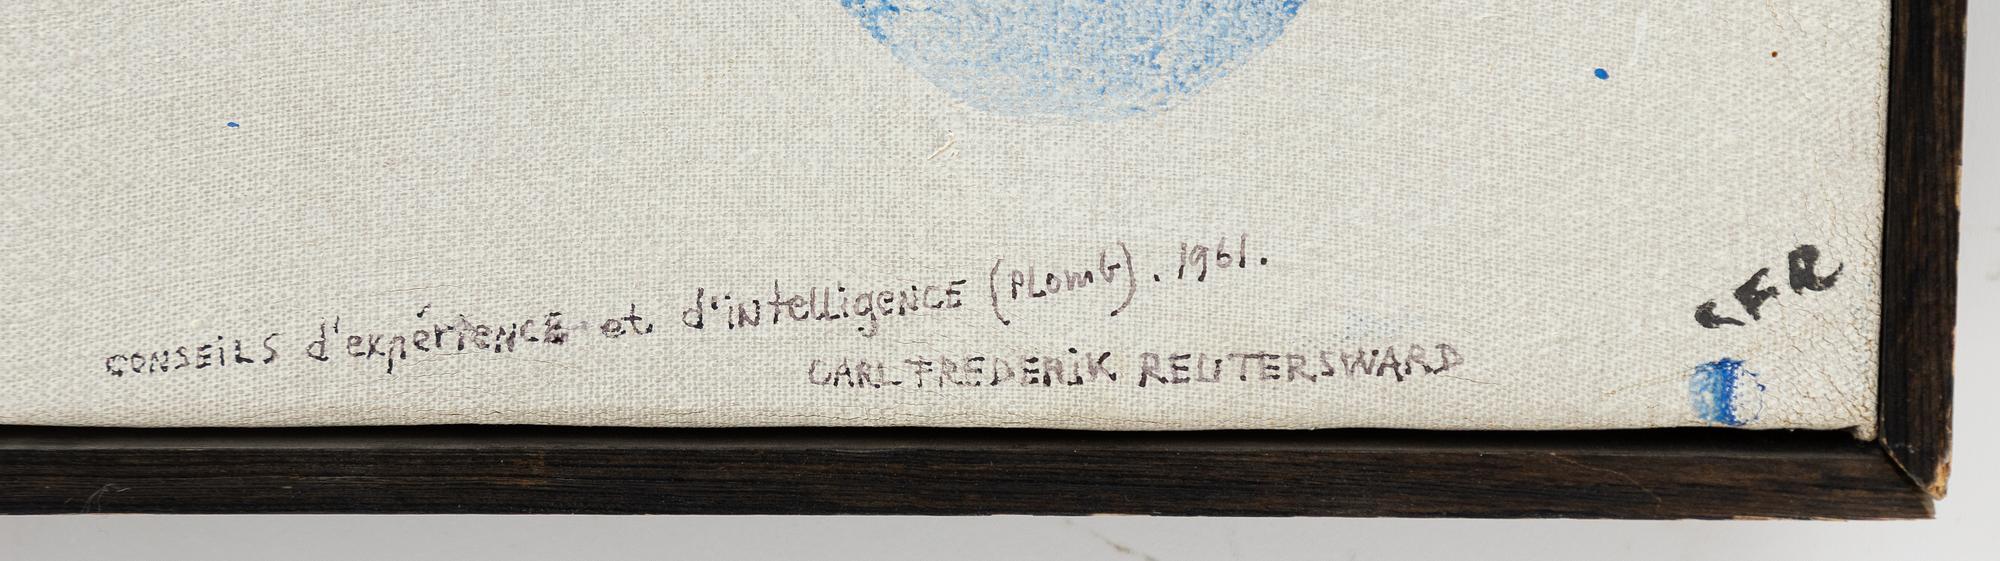 CONSEILS d'expérience et d'intelligence (PLomb). 1961.
CARL FREDERIK REUTERSWARD
CFR